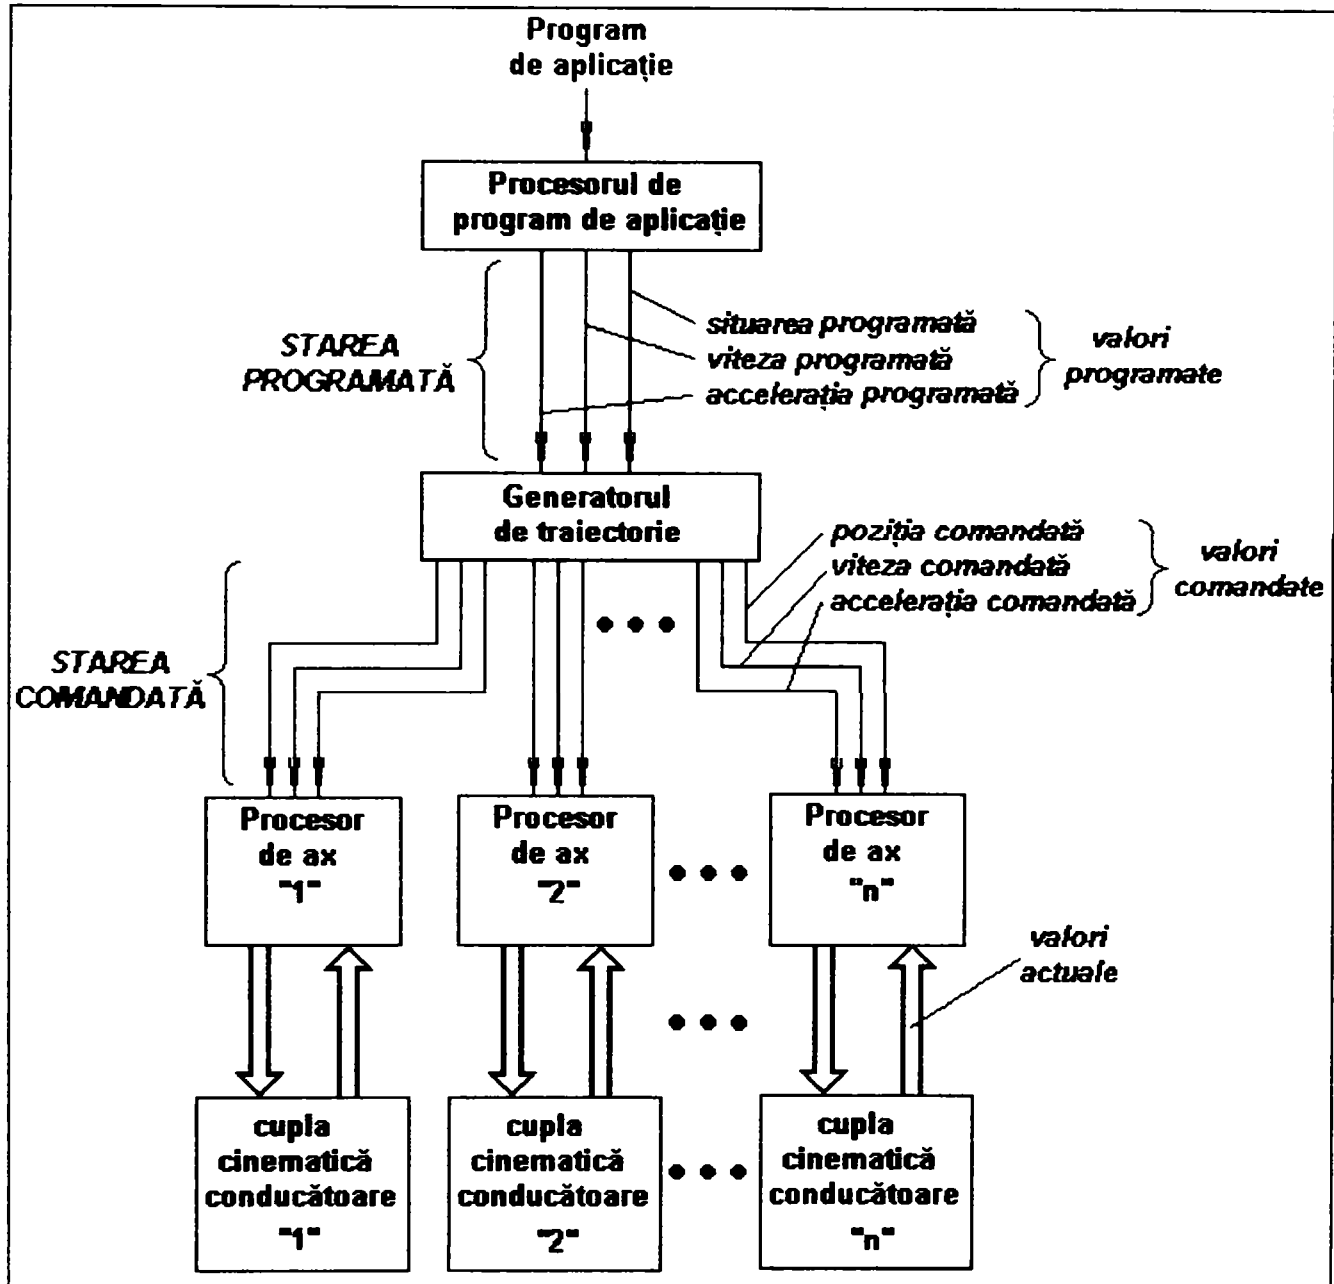 Program
de aplicație
Procesorul de
program de aplicație
situarea programată
viteza programată
accelerația programată
valori
programate
STAREA
PROGRAMATĂ
Generatorul
de traiectorie
poziția comandată
viteza comandată
accelerația comandată
valori
comandate
STAREA
COMANDATĂ
Procesor
de ax
"1"
Procesor
de ax
"2"
Procesor
de ax
"n"
valori
actuale
cupla
cinematică
conducătoare
"1"
cupla
cinematică
conducătoare
"2"
cupla
cinematică
conducătoare
"n"